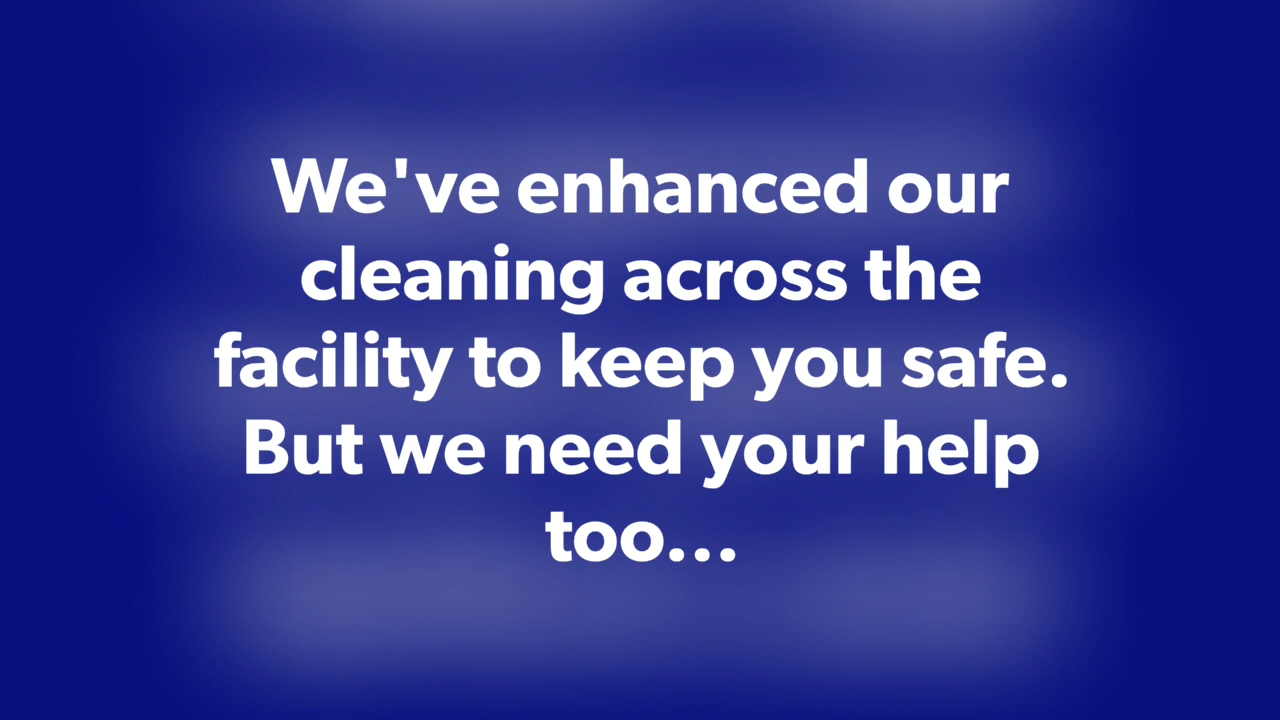 We've enhanced our
cleaning across the
facility to keep you safe.
But we need your help
too...